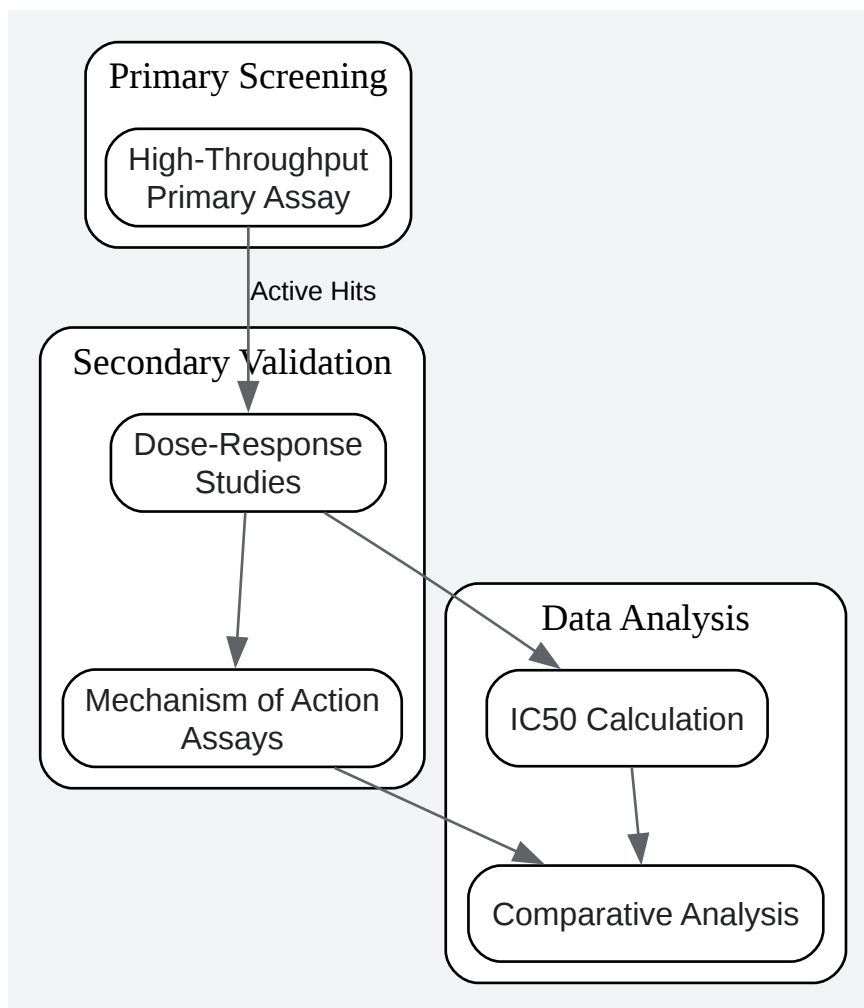 Primary Screening
High-Throughput
Primary Assay
Active Hits
Secondary Validation
Dose-Response
Studies
Mechanism of Action
Assays
Data Analysis
IC50 Calculation
Comparative Analysis